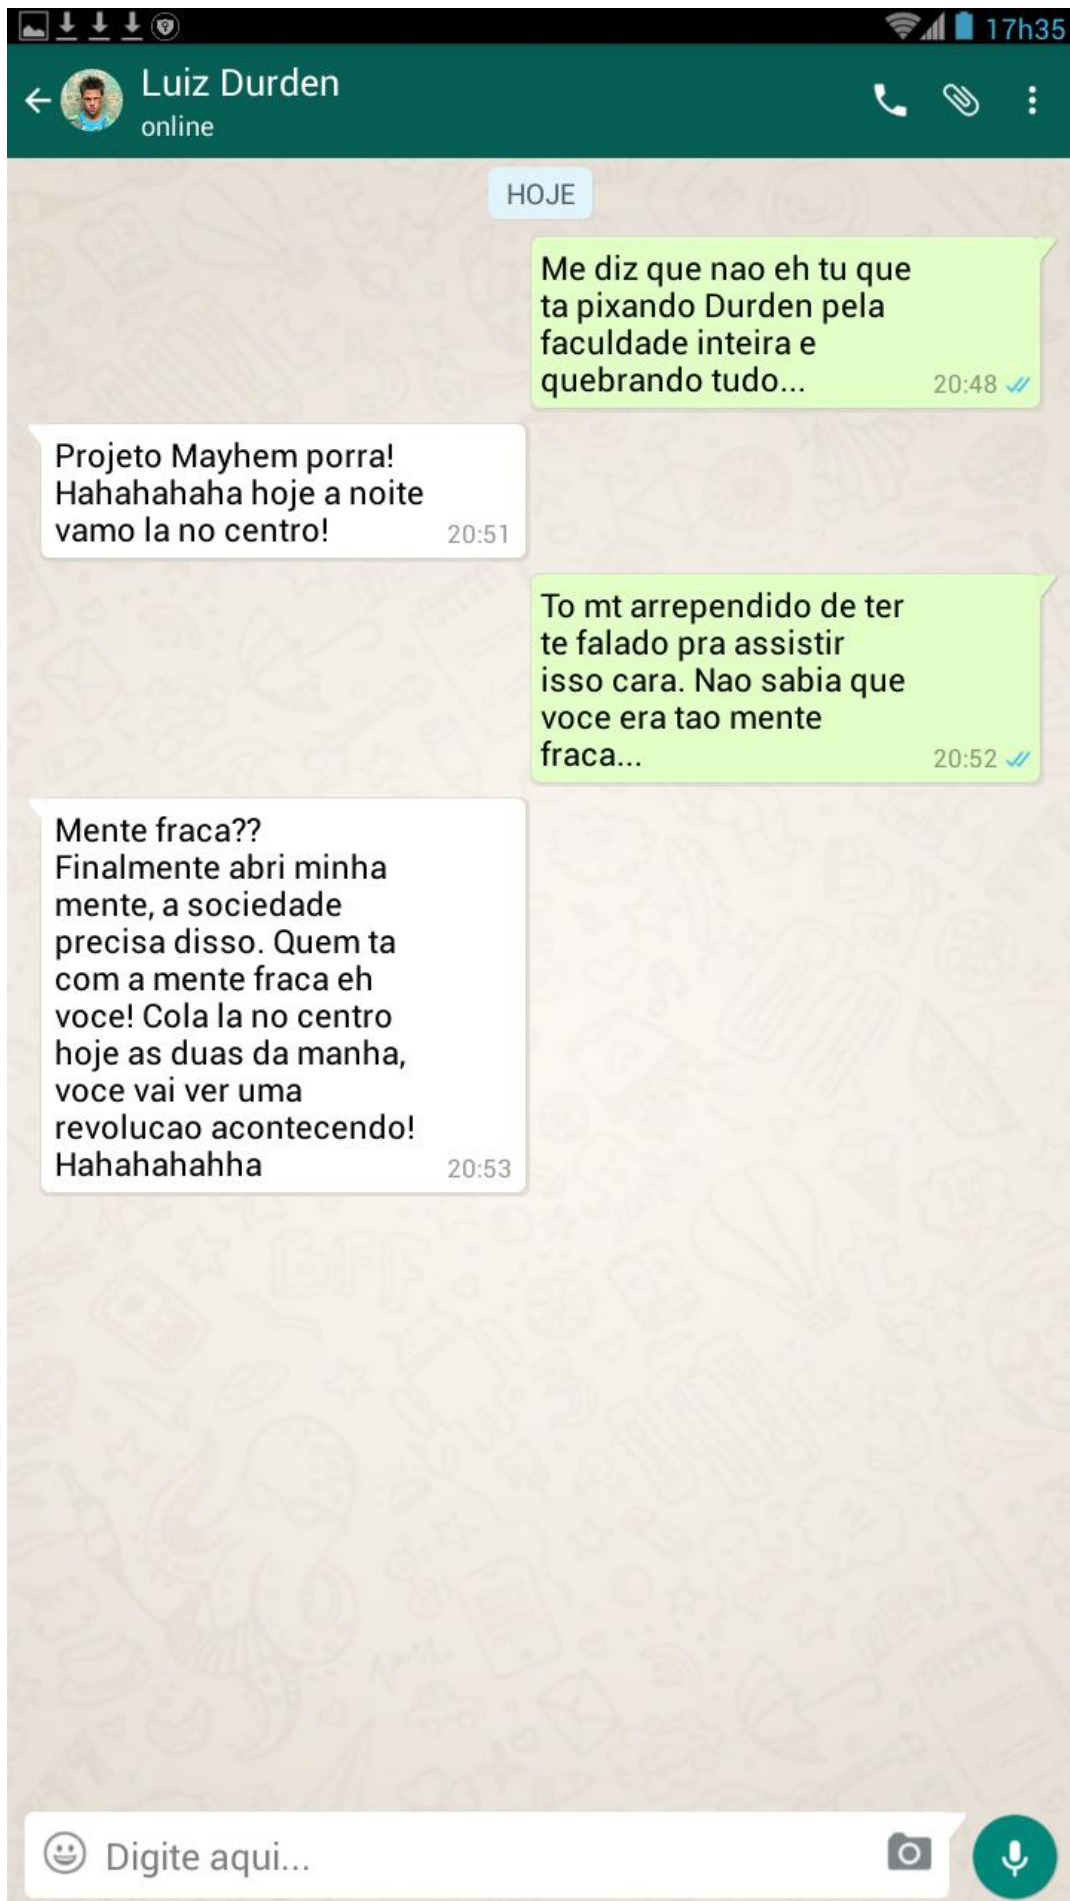 17h35
Luiz Durden
online
HOJE
Me diz que nao eh tu que
ta pixando Durden pela
faculdade inteira e
quebrando tudo...
20:48
Projeto Mayhem porra!
Hahahahaha hoje a noite
vamo la no centro!
20:51
To mt arrependido de ter
te falado pra assistir
isso cara. Nao sabia que
voce era tao mente
fraca...
20:52
Mente fraca??
Finalmente abri minha
mente, a sociedade
precisa disso. Quem ta
com a mente fraca eh
voce! Cola la no centro
hoje as duas da manha,
voce vai ver uma
revolucao acontecendo!
Hahahahahha
20:53
Digite aqui...